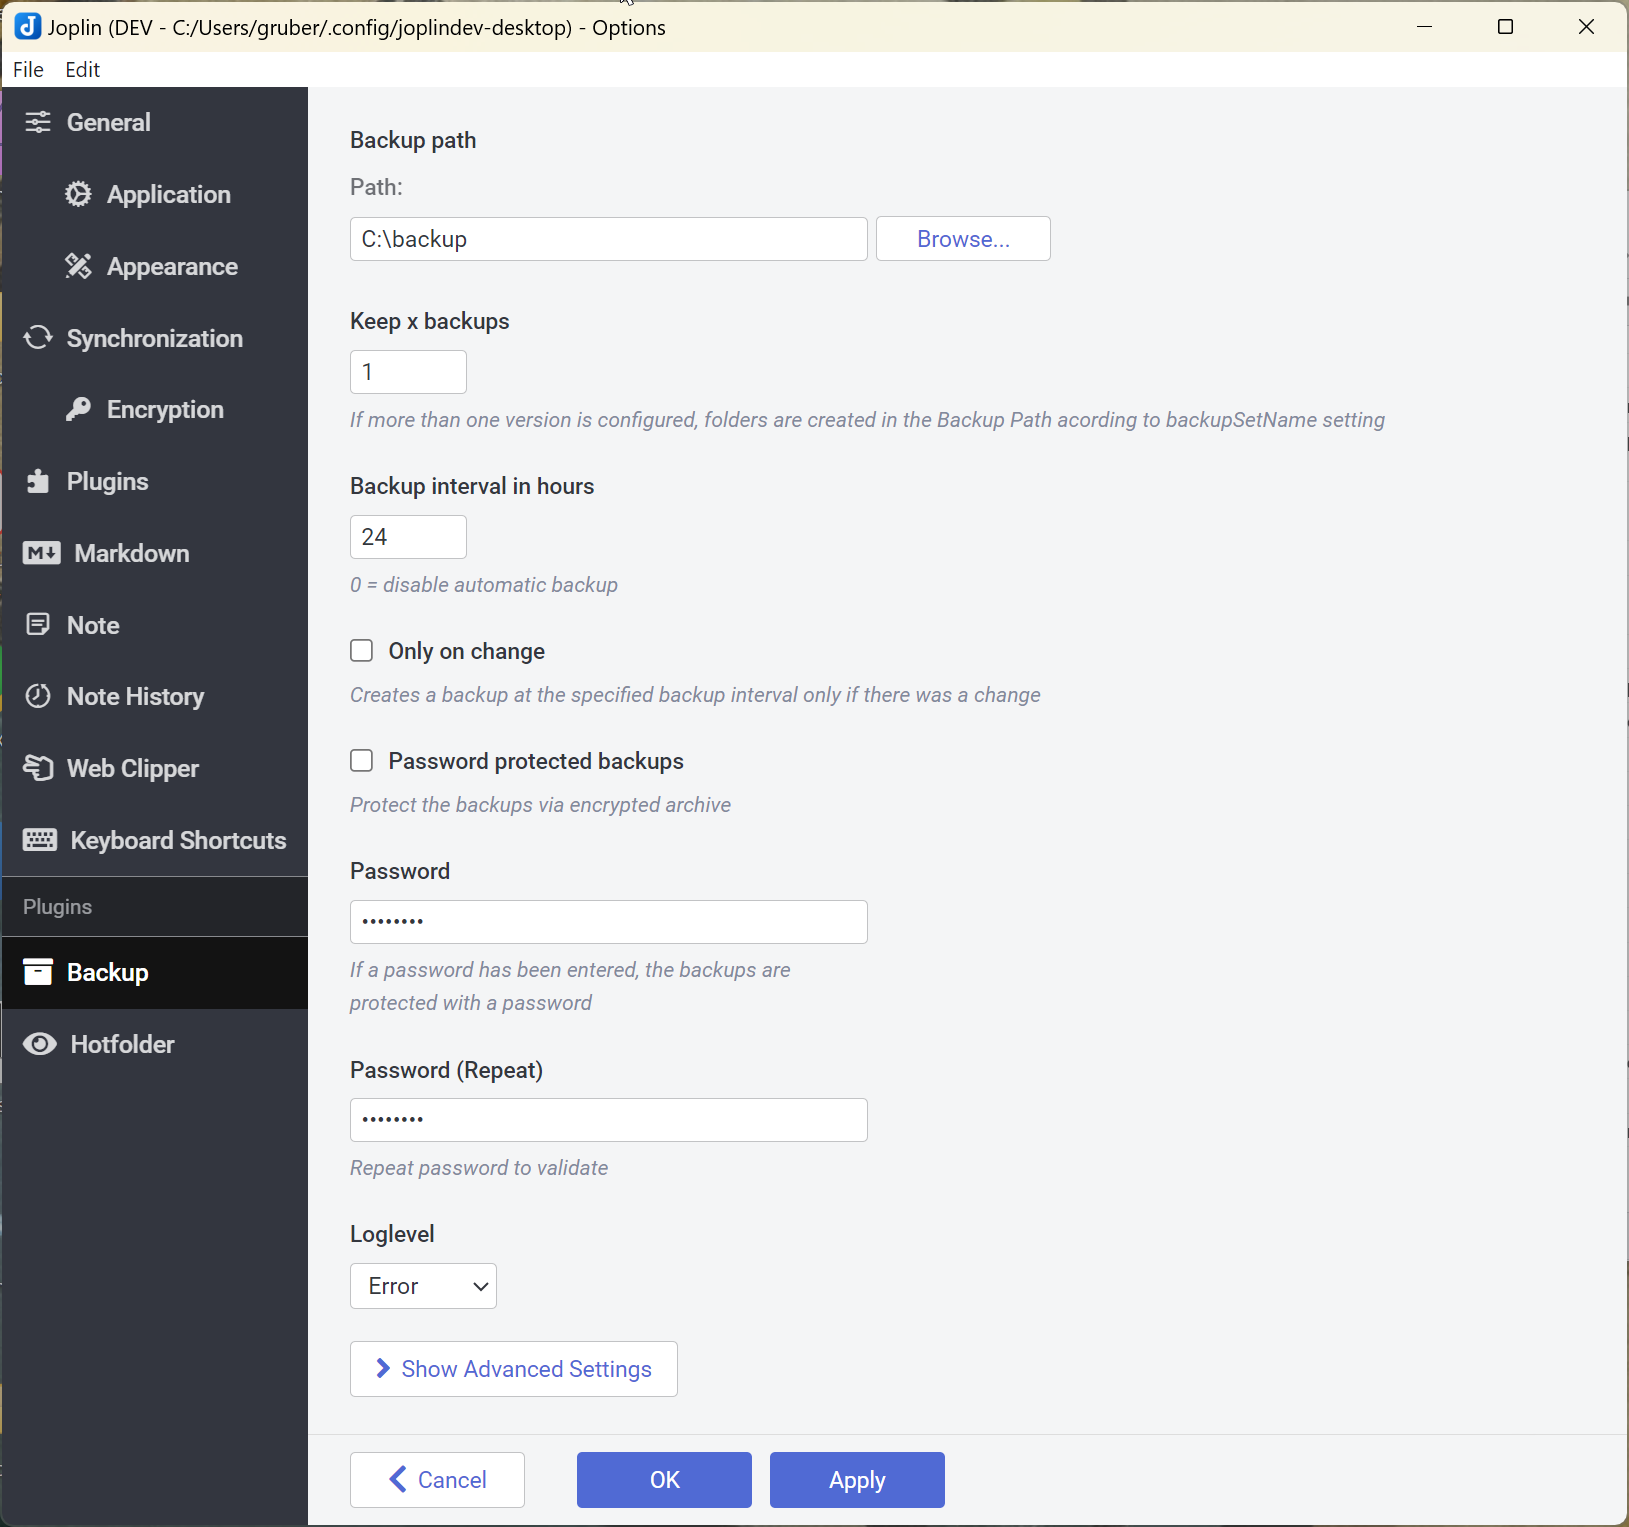 Joplin (DEV - C:/Users/gruber/.config/joplindev-desktop) - Options
File Edit
General
Application
Appearance
Synchronization
Encryption
Plugins
Markdown
Note
Note History
Web Clipper
Keyboard Shortcuts
Plugins
Backup
Hotfolder
Backup path
Path:
C:\backup
Browse...
Keep x backups
1
If more than one version is configured, folders are created in the Backup Path acording to backupSetName setting
Backup interval in hours
24
0 = disable automatic backup
Only on change
Creates a backup at the specified backup interval only if there was a change
Password protected backups
Protect the backups via encrypted archive
Password
••••••••
If a password has been entered, the backups are
protected with a password
Password (Repeat)
••••••••
Repeat password to validate
Loglevel
Error
Show Advanced Settings
Cancel
OK
Apply